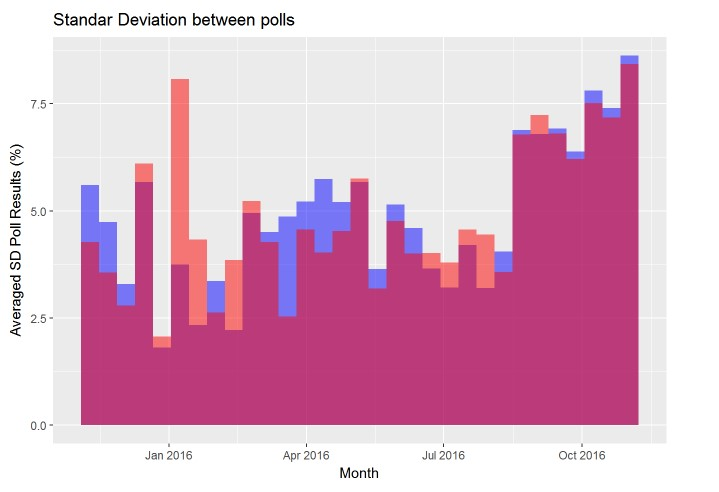 Standar Deviation between polls
7.5
5.0
2.5
0.0
Averaged SD Poll Results (%)
Jan 2016 Apr 2016 Jul 2016 Oct 2016
Month